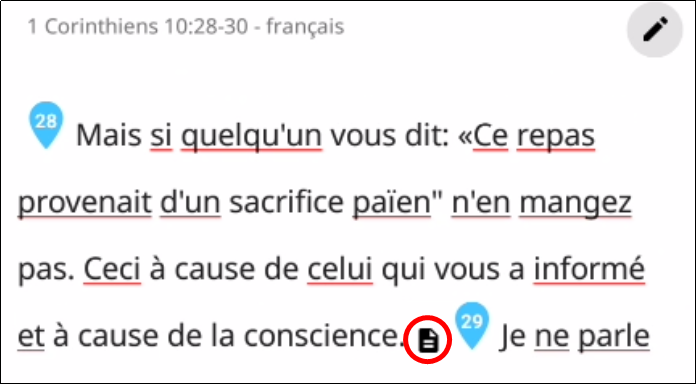 1 Corinthiens 10:28-30 - français
28 Mais si quelqu'un vous dit: «Ce repas
provenait d'un sacrifice païen" n'en mangez
pas. Ceci à cause de celui qui vous a informé
et à cause de la conscience. 29 Je ne parle